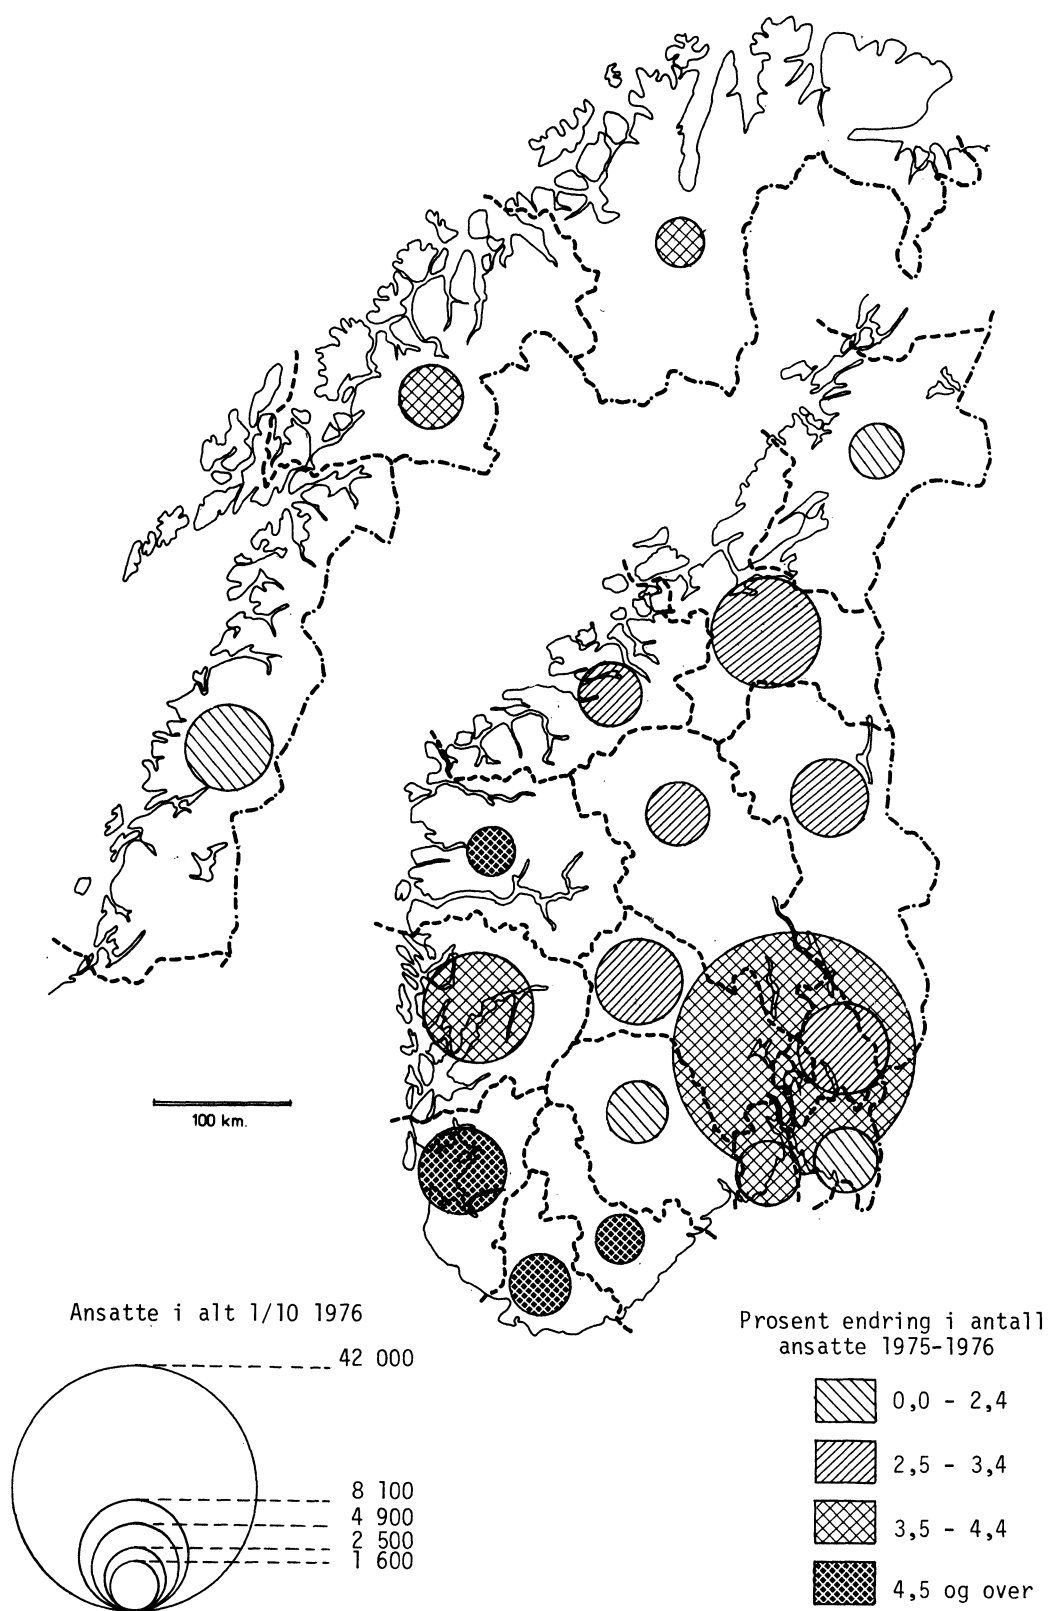 100 km.
Ansatte i alt 1/10 1976
42 000
8 100
4 900
2 500
1 600
Prosent endring i antall
ansatte 1975-1976
0,0 - 2,4
2,5 - 3,4
3,5 - 4,4
4,5 og over